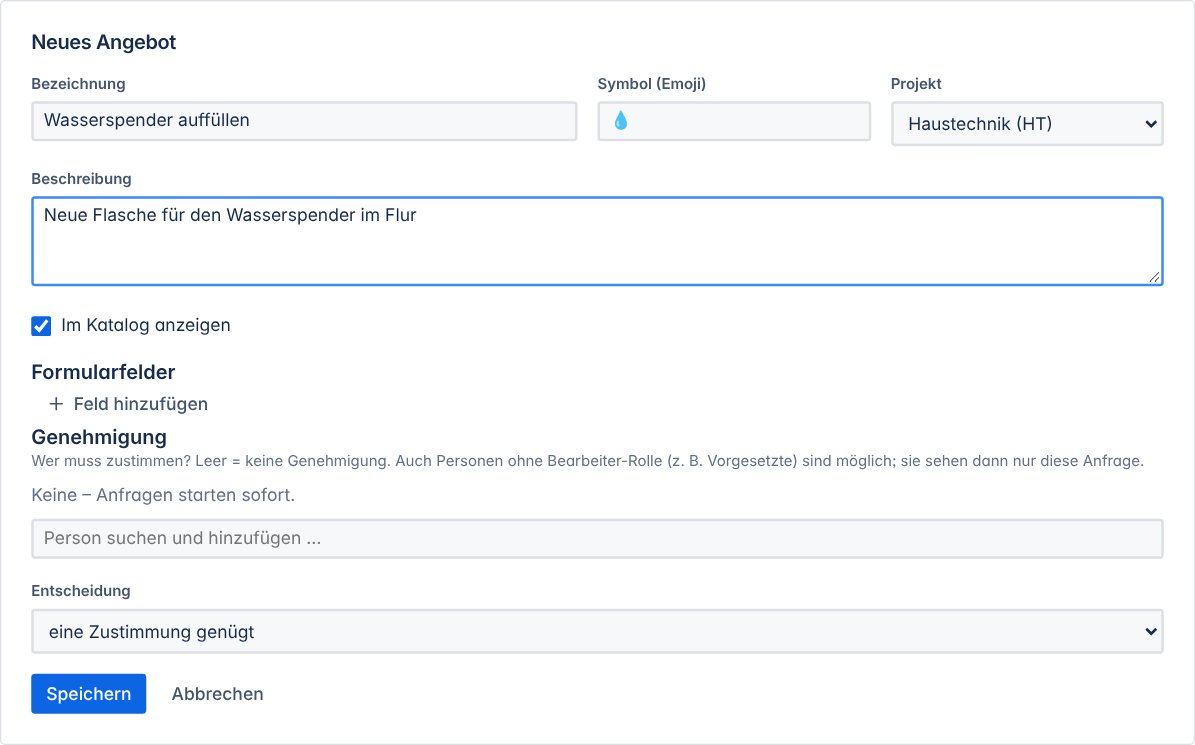 Neues Angebot
Bezeichnung
Symbol (Emoji)
Projekt
Wasserspender auffüllen
💧
Haustechnik (HT)
Beschreibung
Neue Flasche für den Wasserspender im Flur
Im Katalog anzeigen
Formularfelder
+ Feld hinzufügen
Genehmigung
Wer muss zustimmen? Leer = keine Genehmigung. Auch Personen ohne Bearbeiter-Rolle (z. B. Vorgesetzte) sind möglich; sie sehen dann nur diese Anfrage.
Keine – Anfragen starten sofort.
Person suchen und hinzufügen ...
Entscheidung
eine Zustimmung genügt
Speichern
Abbrechen